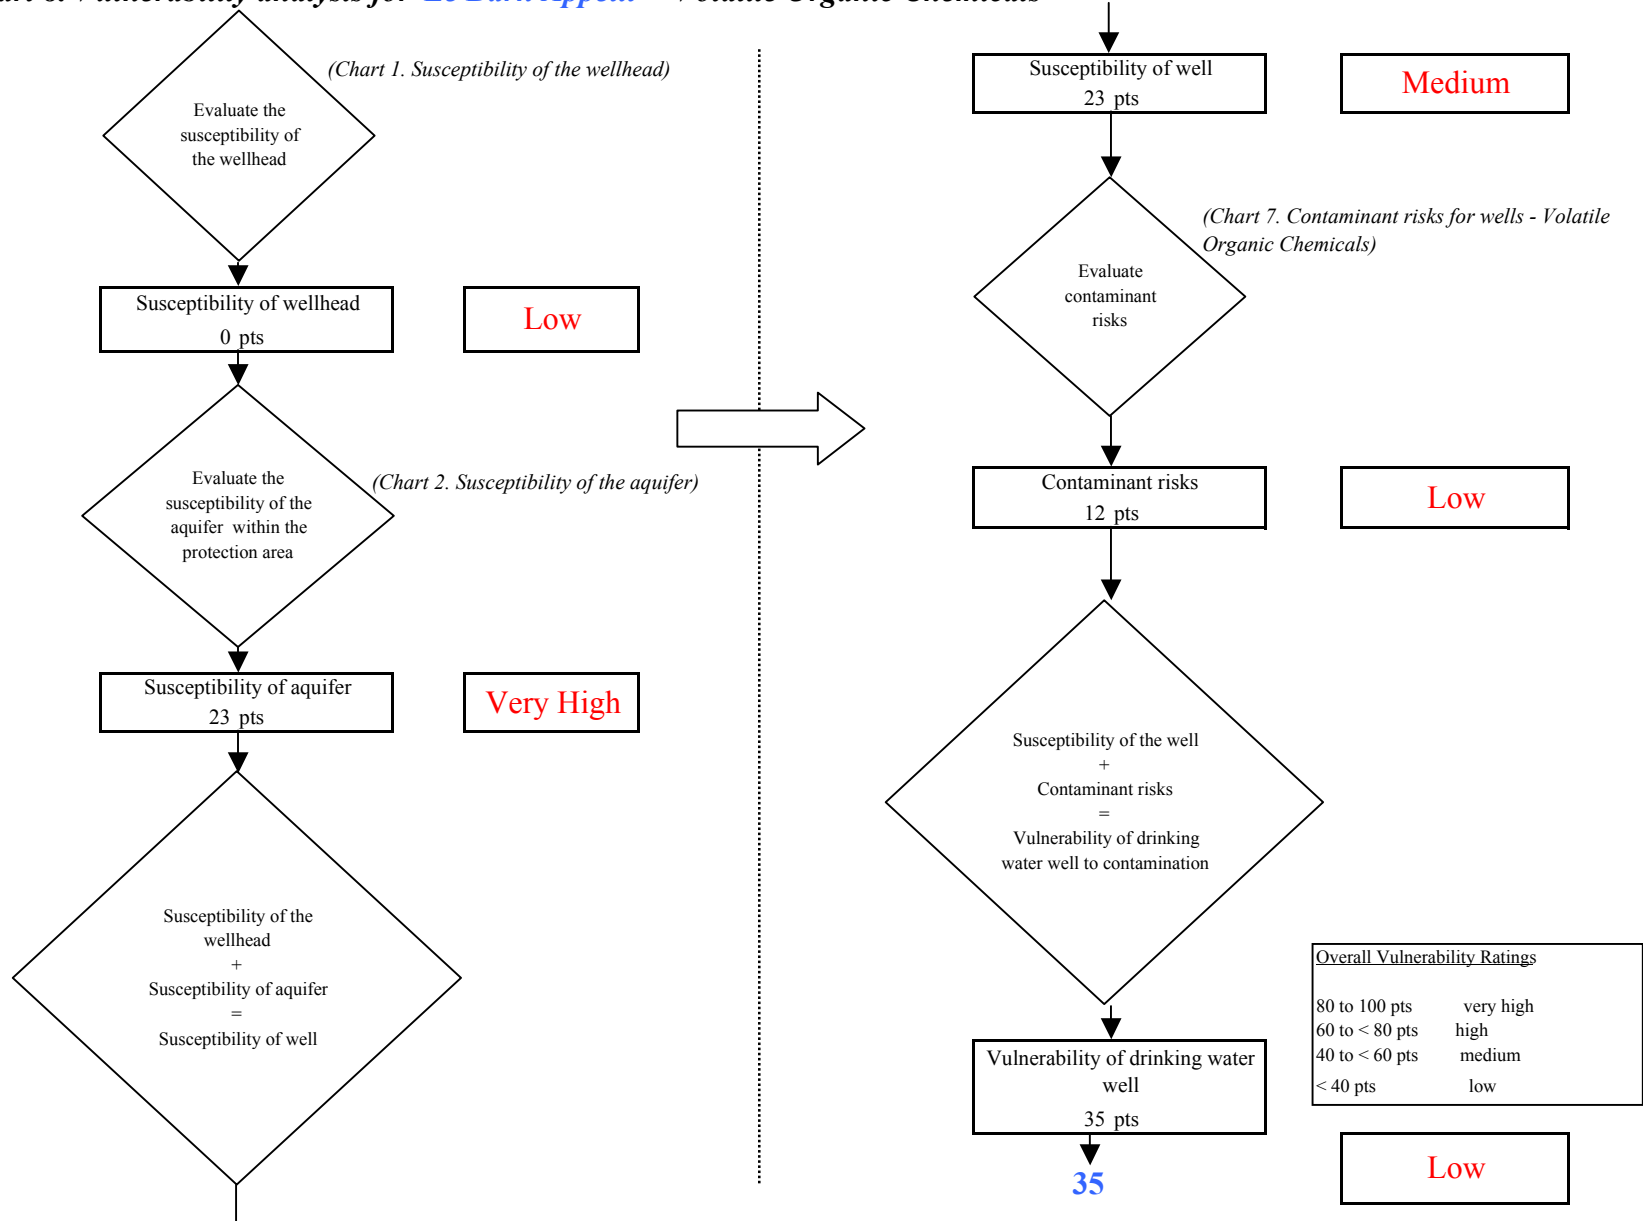 Vulnerability analysis for
Volatile Organic Chemicals
(Chart 1. Susceptibility of the wellhead)
Evaluate the
susceptibility of
the wellhead
Susceptibility of wellhead
0 pts
Low
(Chart 2. Susceptibility of the aquifer)
Evaluate the
susceptibility of the
aquifer within the
protection area
Susceptibility of aquifer
23 pts
Very High
Susceptibility of the
wellhead
+
Susceptibility of aquifer
=
Susceptibility of well
Susceptibility of well
23 pts
Medium
(Chart 7. Contaminant risks for wells - Volatile
Organic Chemicals)
Evaluate
contaminant
risks
Contaminant risks
12 pts
Low
Susceptibility of the well
+
Contaminant risks
=
Vulnerability of drinking
water well to contamination
Overall Vulnerability Ratings
80 to 100 pts very high
60 to < 80 pts high
40 to < 60 pts medium
< 40 pts low
Vulnerability of drinking water
well
35 pts
35
Low